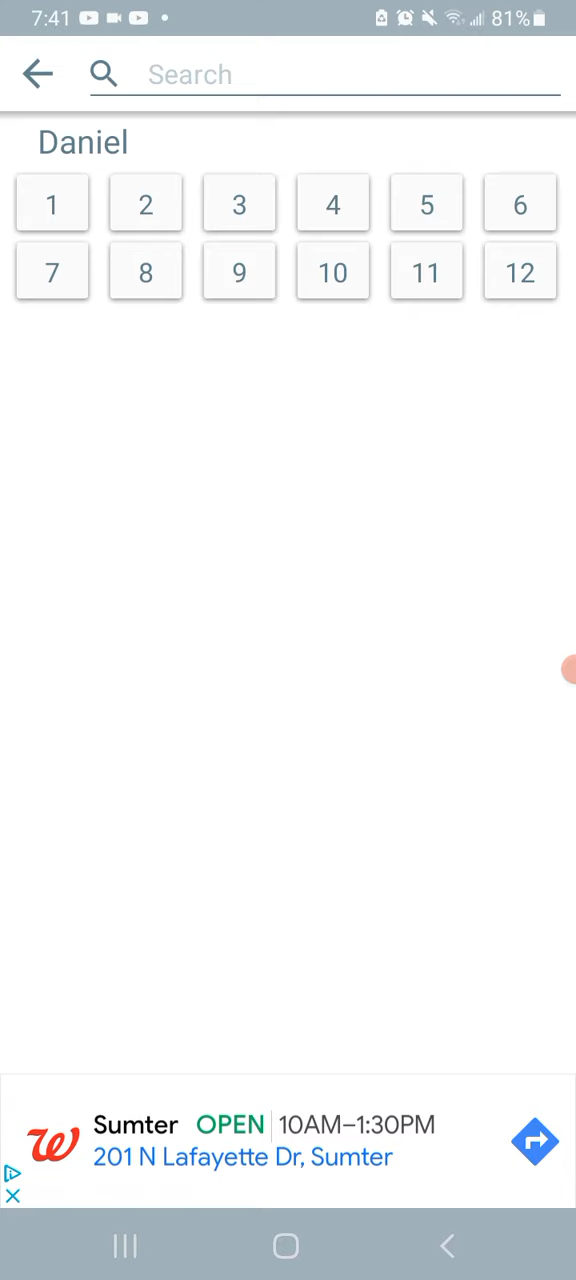 7:41 81%
Search
Daniel
1 2 3 4 5 6
7 8 9 10 11 12
Sumter OPEN 10AM–1:30PM
201 N Lafayette Dr, Sumter